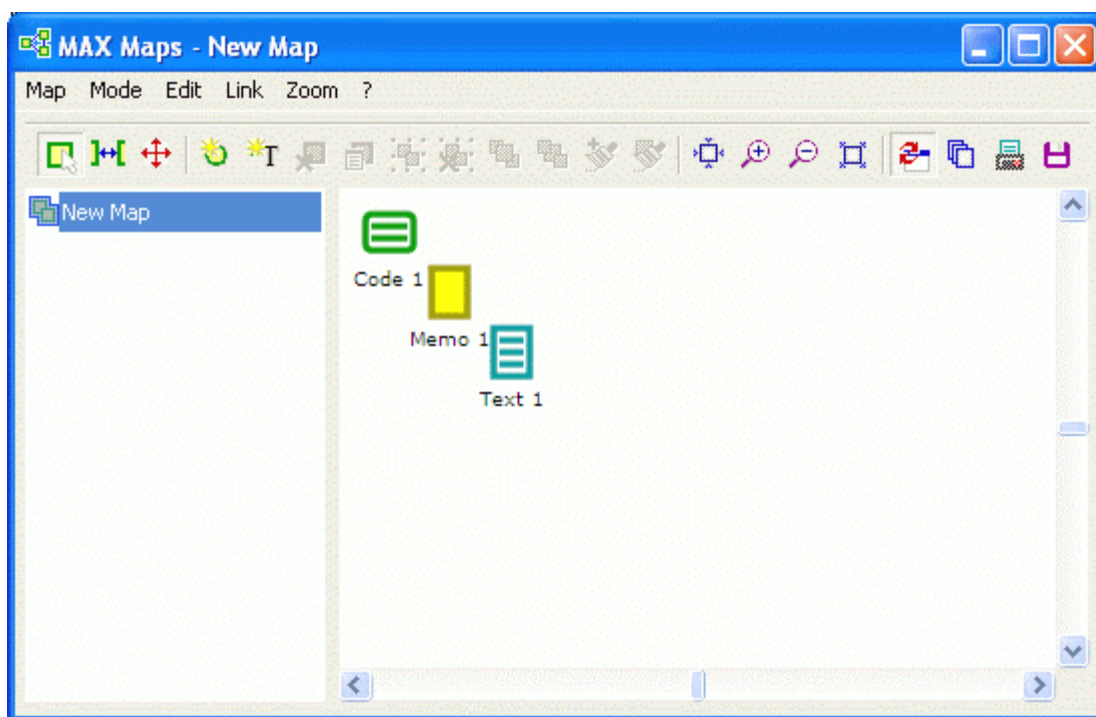 MAX Maps - New Map
Map Mode Edit Link Zoom ?
T
New Map
Code 1
Memo 1
Text 1